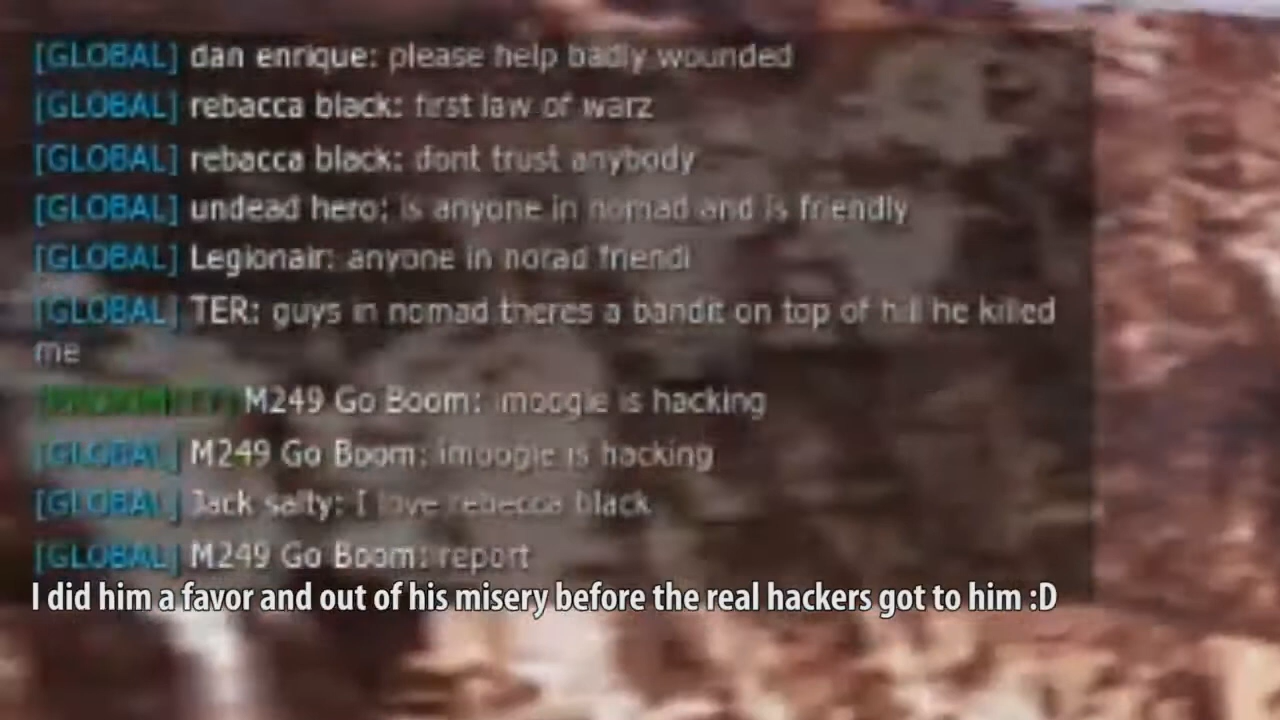 [GLOBAL] dan enrique: please help badly wounded
[GLOBAL] rebacca black: first law of warz
[GLOBAL] rebacca black: dont trust anybody
[GLOBAL] undead hero: is anyone in nomad and is friendly
[GLOBAL] Legionair: anyone in norad friendl
[GLOBAL] TER: guys in nomad theres a bandit on top of hill he killed
me
M249 Go Boom: imoogie is hacking
[GLOBAL] M249 Go Boom: imoogie is hacking
[GLOBAL] Jack salty: I love rebecca black
[GLOBAL] M249 Go Boom: report
I did him a favor and out of his misery before the real hackers got to him :D